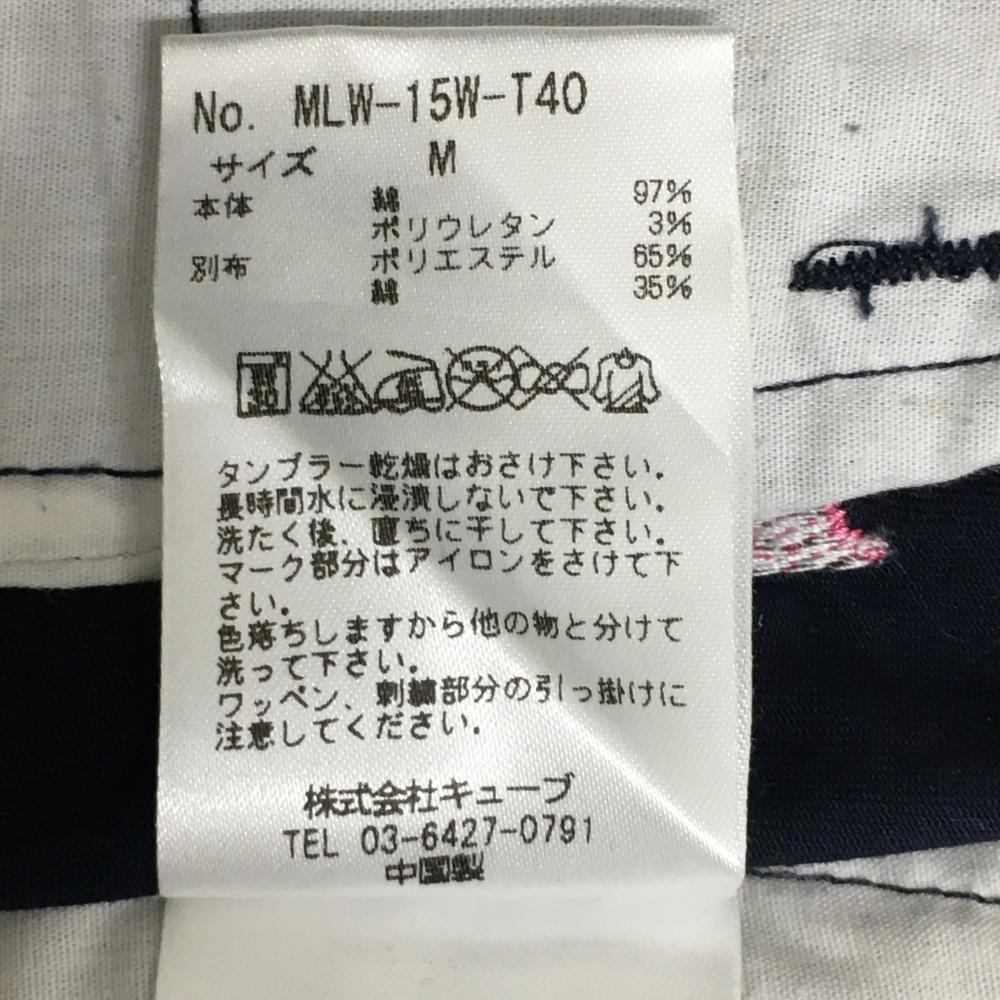 No. MLW-15W-T40
サイズ M
本体 綿 97%
ポリウレタン 3%
別布 ポリエステル 65%
綿 35%
タンブラー乾燥はおさけ下さい。
長時間水に浸漬しないで下さい。
洗たく後、直ちに干して下さい。
マーク部分はアイロンをさけて下
さい。
色落ちしますから他の物と分けて
洗って下さい。
ワッペン、刺繍部分の引っ掛けに
注意してください。
株式会社キューブ
TEL 03-6427-0791
中国製